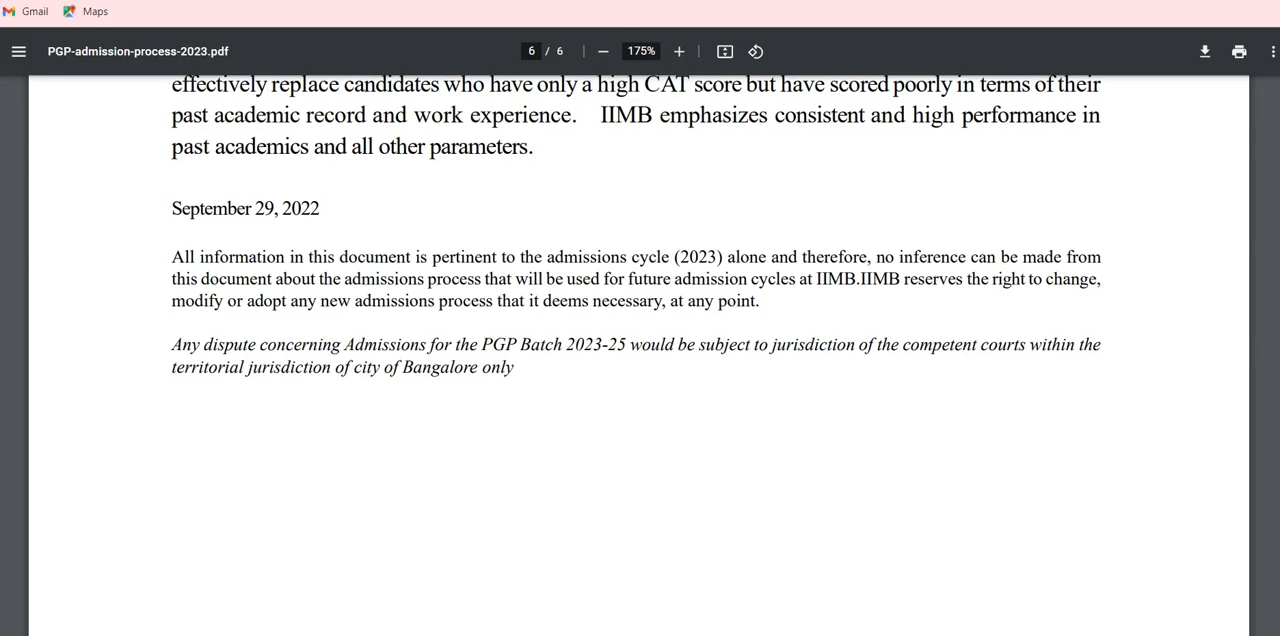 Gmail Maps
PGP-admission-process-2023.pdf 6 / 6 175%
effectively replace candidates who have only a high CAT score but have scored poorly in terms of their
past academic record and work experience. IIMB emphasizes consistent and high performance in
past academics and all other parameters.
September 29, 2022
All information in this document is pertinent to the admissions cycle (2023) alone and therefore, no inference can be made from
this document about the admissions process that will be used for future admission cycles at IIMB.IIMB reserves the right to change,
modify or adopt any new admissions process that it deems necessary, at any point.
Any dispute concerning Admissions for the PGP Batch 2023-25 would be subject to jurisdiction of the competent courts within the
territorial jurisdiction of city of Bangalore only